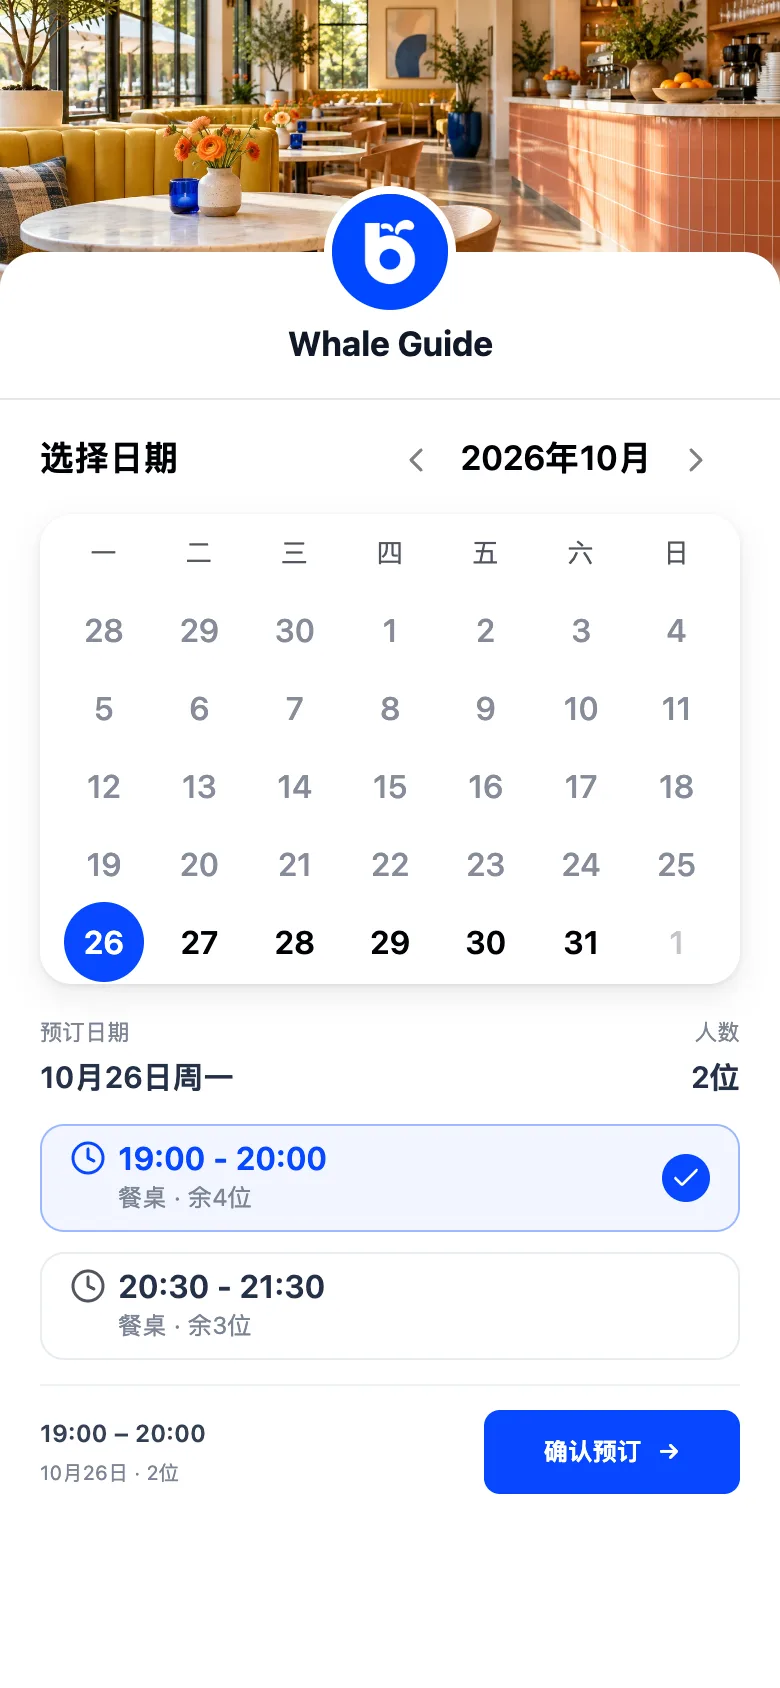 Whale Guide
选择日期
2026年10月
一 二 三 四 五 六 日
28 29 30 1 2 3 4
5 6 7 8 9 10 11
12 13 14 15 16 17 18
19 20 21 22 23 24 25
26 27 28 29 30 31 1
预订日期 人数
10月26日周一 2位
19:00 - 20:00
餐桌 · 余4位
20:30 - 21:30
餐桌 · 余3位
19:00 – 20:00
10月26日 · 2位
确认预订 →